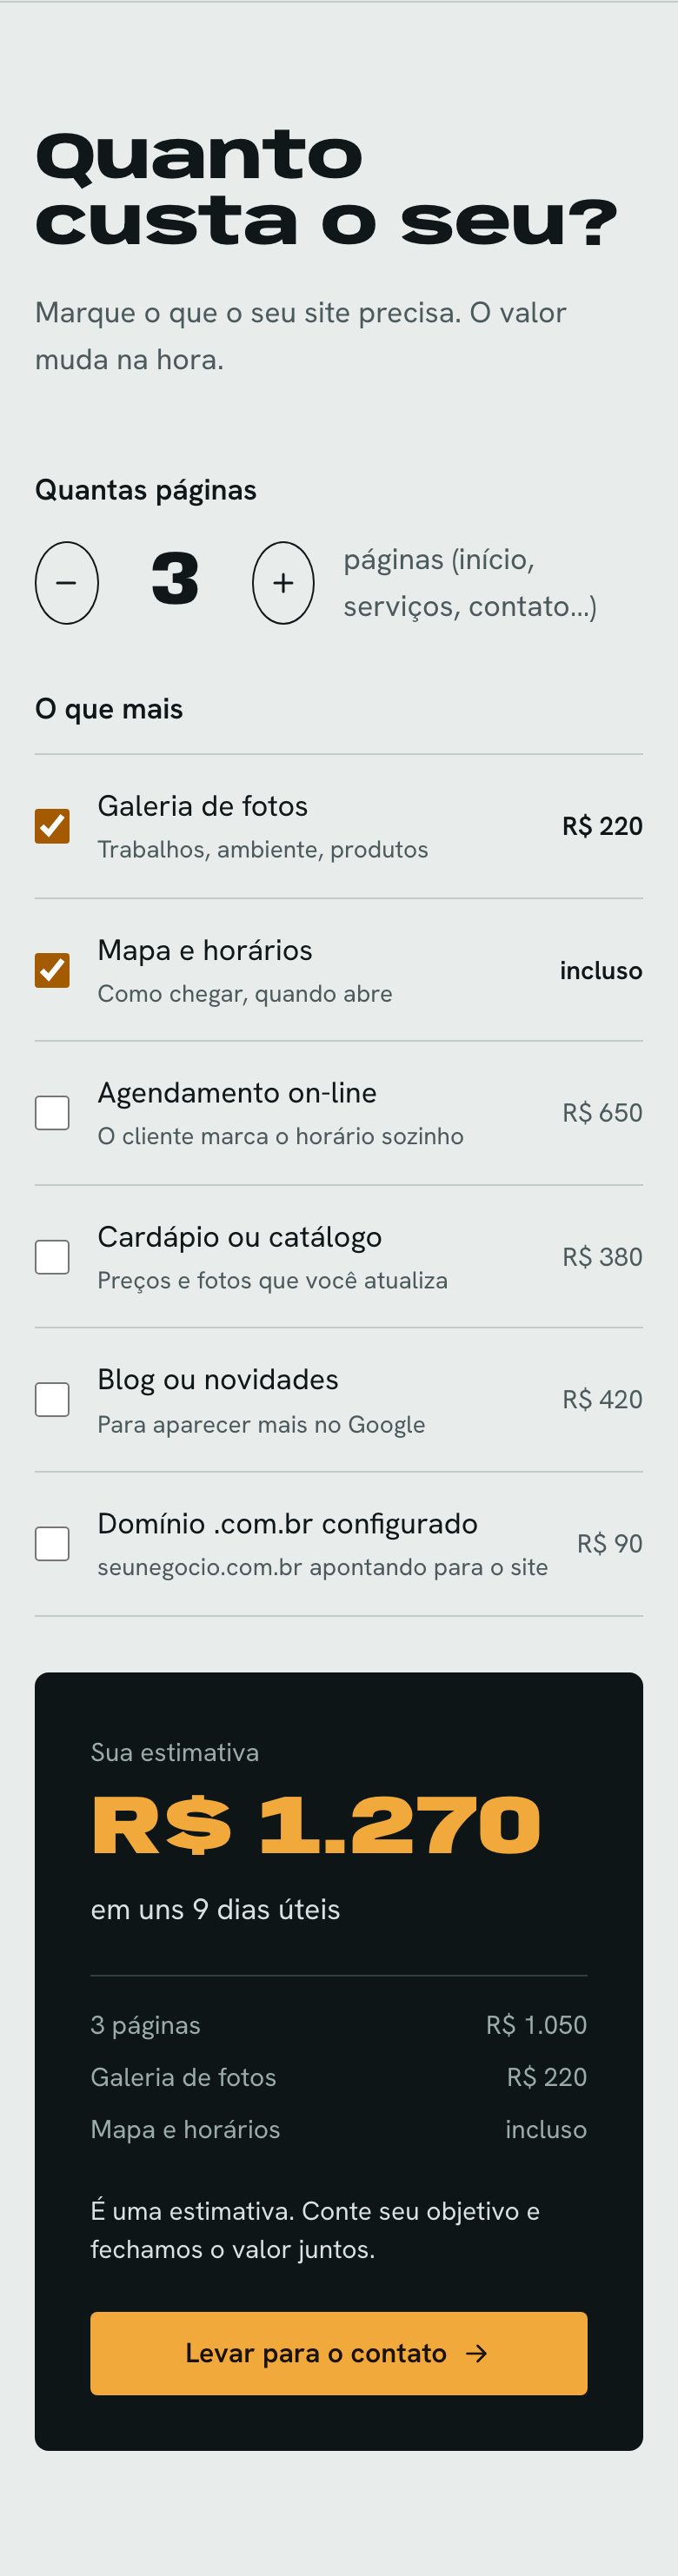 Quanto
custa o seu?
Marque o que o seu site precisa. O valor
muda na hora.
Quantas páginas
− 3 + páginas (início,
serviços, contato...)
O que mais
Galeria de fotos
Trabalhos, ambiente, produtos
R$ 220
Mapa e horários
Como chegar, quando abre
incluso
Agendamento on-line
O cliente marca o horário sozinho
R$ 650
Cardápio ou catálogo
Preços e fotos que você atualiza
R$ 380
Blog ou novidades
Para aparecer mais no Google
R$ 420
Domínio .com.br configurado
seunegocio.com.br apontando para o site
R$ 90
Sua estimativa
R$ 1.270
em uns 9 dias úteis
3 páginas R$ 1.050
Galeria de fotos R$ 220
Mapa e horários incluso
É uma estimativa. Conte seu objetivo e
fechamos o valor juntos.
Levar para o contato →